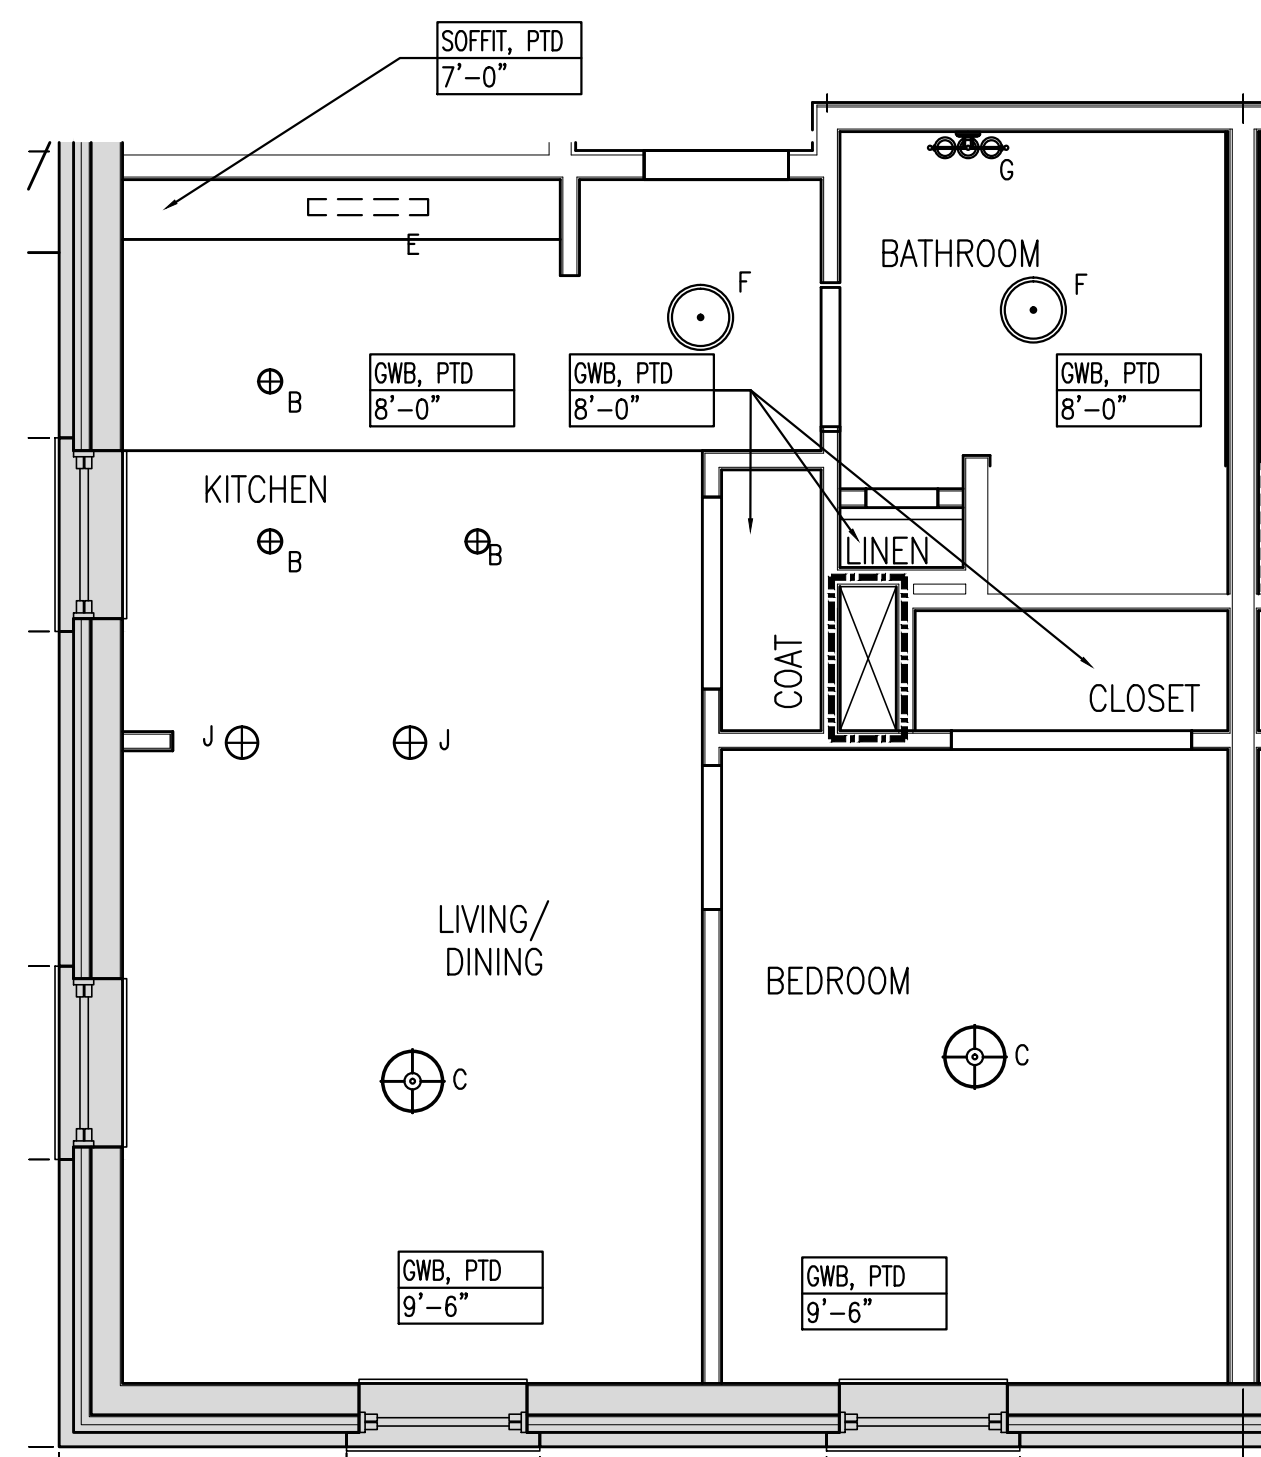 SOFFIT, PTD
7'-0"
G
E
BATHROOM
F
F
GWB, PTD
8'-0"
GWB, PTD
8'-0"
GWB, PTD
8'-0"
B
KITCHEN
B
B
LINEN
COAT
CLOSET
J
J
LIVING/
DINING
BEDROOM
C
C
GWB, PTD
9'-6"
GWB, PTD
9'-6"